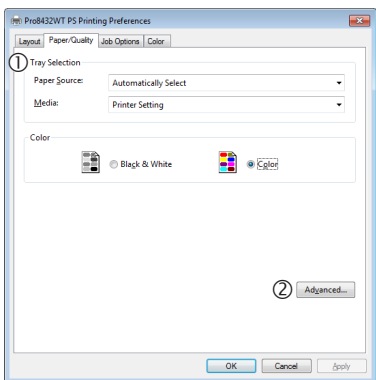 Pro8432WT PS Printing Preferences
Layout Paper/Quality Job Options Color
① Tray Selection
Paper Source: Automatically Select
Media: Printer Setting
Color
Black & White Color
② Advanced...
OK Cancel Apply